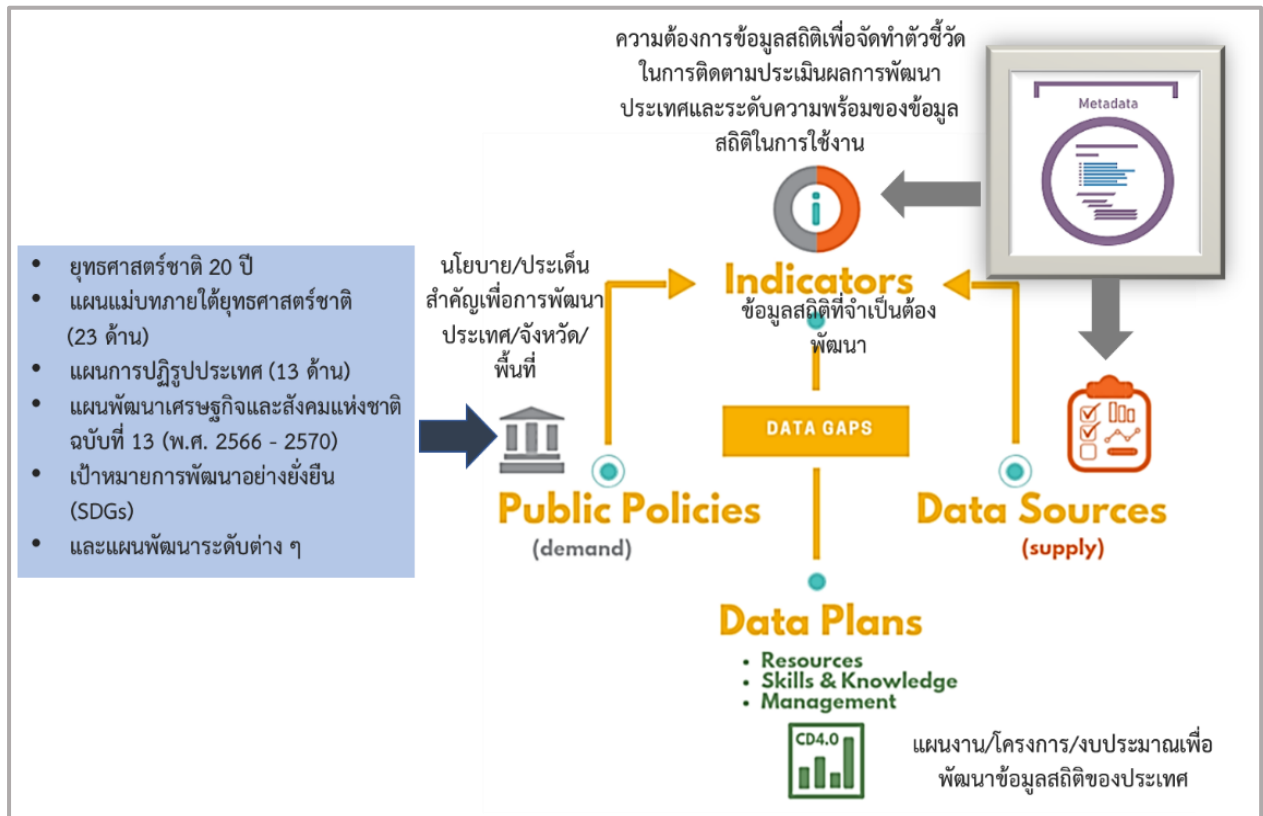 ความต้องการข้อมูลสถิติเพื่อจัดทำตัวชี้วัด
ในการติดตามประเมินผลการพัฒนา
ประเทศและระดับความพร้อมของข้อมูล
สถิติในการใช้งาน
Metadata
i
Indicators
ข้อมูลสถิติที่จำเป็นต้อง
พัฒนา
• ยุทธศาสตร์ชาติ 20 ปี
• แผนแม่บทภายใต้ยุทธศาสตร์ชาติ
(23 ด้าน)
• แผนการปฏิรูปประเทศ (13 ด้าน)
• แผนพัฒนาเศรษฐกิจและสังคมแห่งชาติ
ฉบับที่ 13 (พ.ศ. 2566 - 2570)
• เป้าหมายการพัฒนาอย่างยั่งยืน
(SDGs)
• และแผนพัฒนาระดับต่าง ๆ
นโยบาย/ประเด็น
สำคัญเพื่อการพัฒนา
ประเทศ/จังหวัด/
พื้นที่
DATA GAPS
Public Policies
(demand)
Data Sources
(supply)
Data Plans
• Resources
• Skills & Knowledge
• Management
CD4.0
แผนงาน/โครงการ/งบประมาณเพื่อ
พัฒนาข้อมูลสถิติของประเทศ